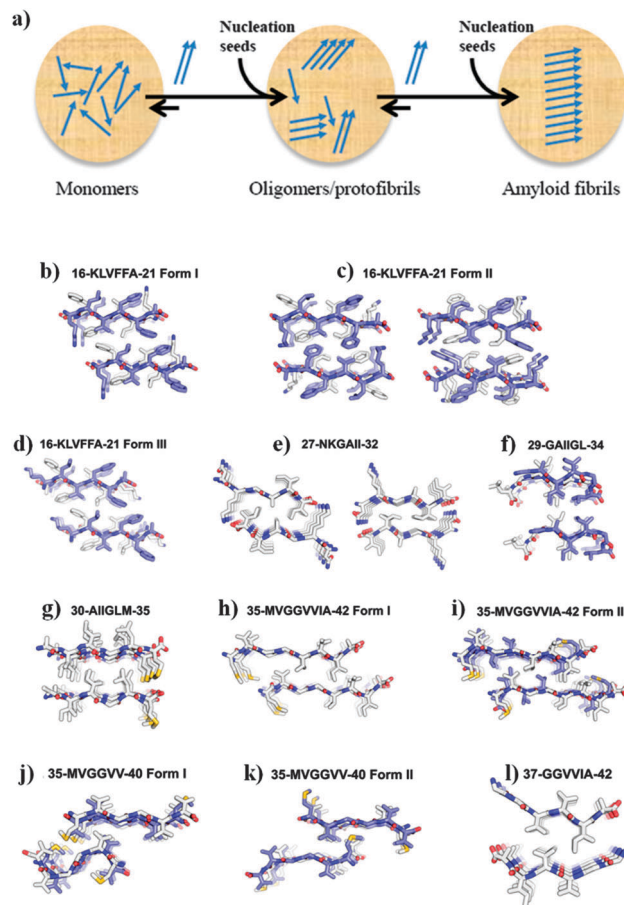 a)
Nucleation
seeds
Nucleation
seeds
Monomers
Oligomers/protofibrils
Amyloid fibrils
b) 16-KLVFFA-21 Form I
c) 16-KLVFFA-21 Form II
d) 16-KLVFFA-21 Form III
e) 27-NKGAII-32
f) 29-GAIIGL-34
g) 30-AIIGLM-35
h) 35-MVGGVVIA-42 Form I
i) 35-MVGGVVIA-42 Form II
j) 35-MVGGVV-40 Form I
k) 35-MVGGVV-40 Form II
l) 37-GGVVIA-42